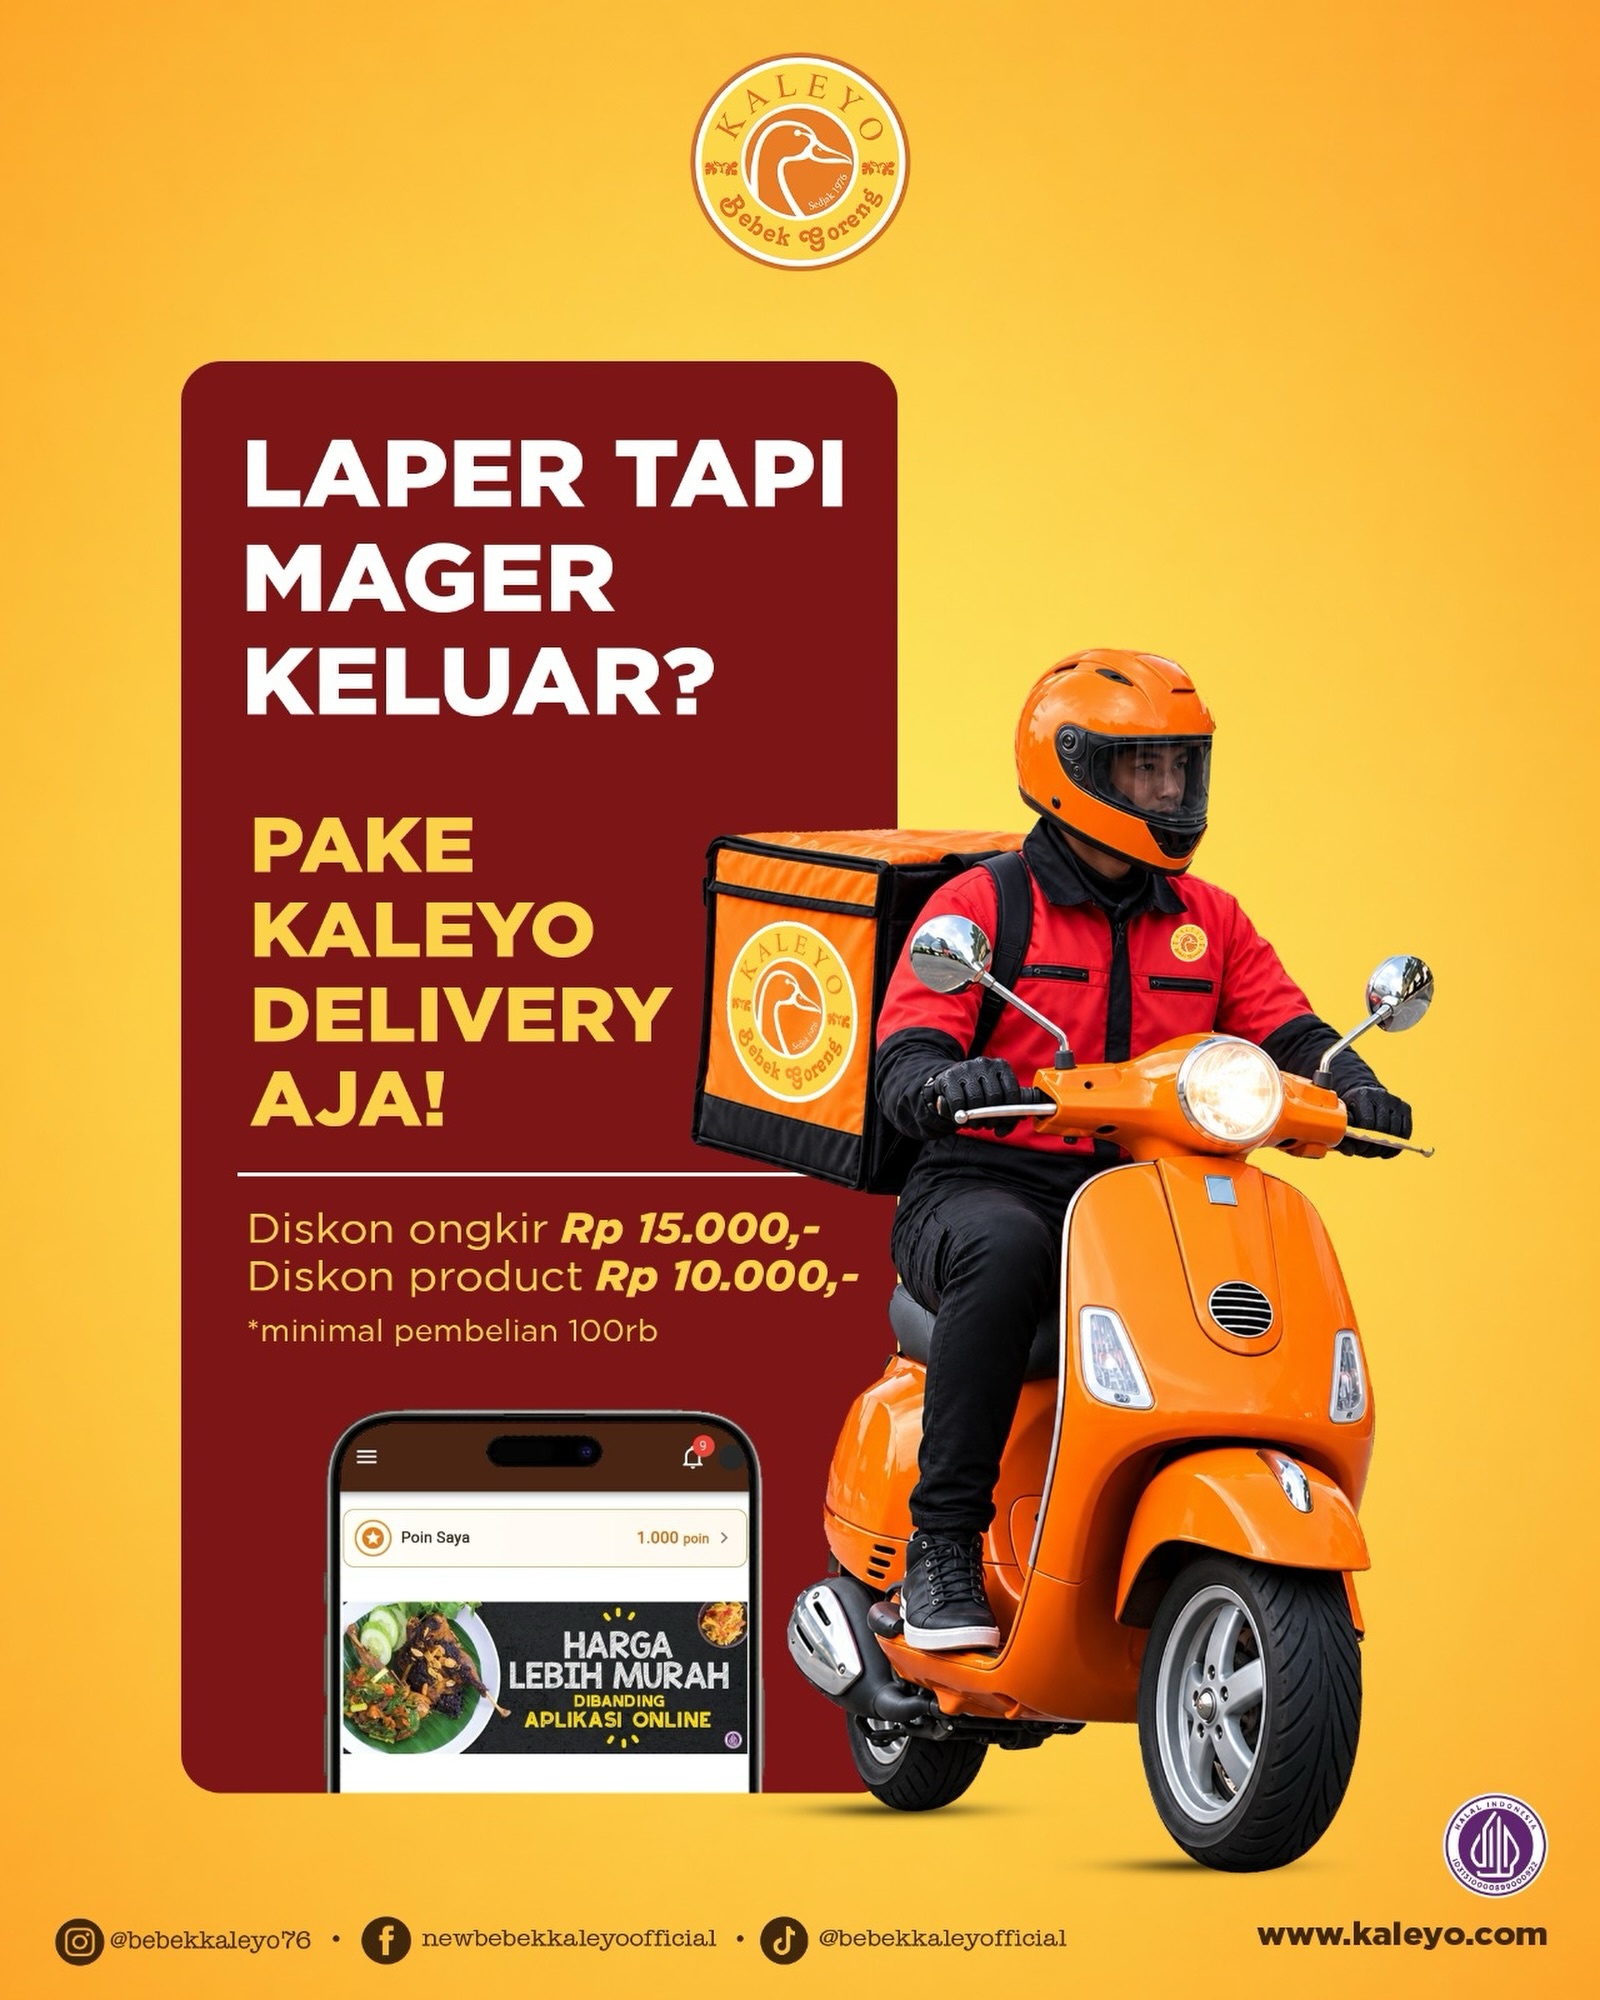 KALEYO
Sedjak 1976
Bebek Goreng
LAPER TAPI
MAGER
KELUAR?
PAKE
KALEYO
DELIVERY
AJA!
KALEYO
Sedjak 1976
Bebek Goreng
Diskon ongkir Rp 15.000,-
Diskon product Rp 10.000,-
*minimal pembelian 100rb
9
Poin Saya 1.000 poin
HARGA
LEBIH MURAH
DIBANDING
APLIKASI ONLINE
HALAL INDONESIA
@bebekkaleyo76 • newbebekkaleyoofficial • @bebekkaleyofficial
www.kaleyo.com